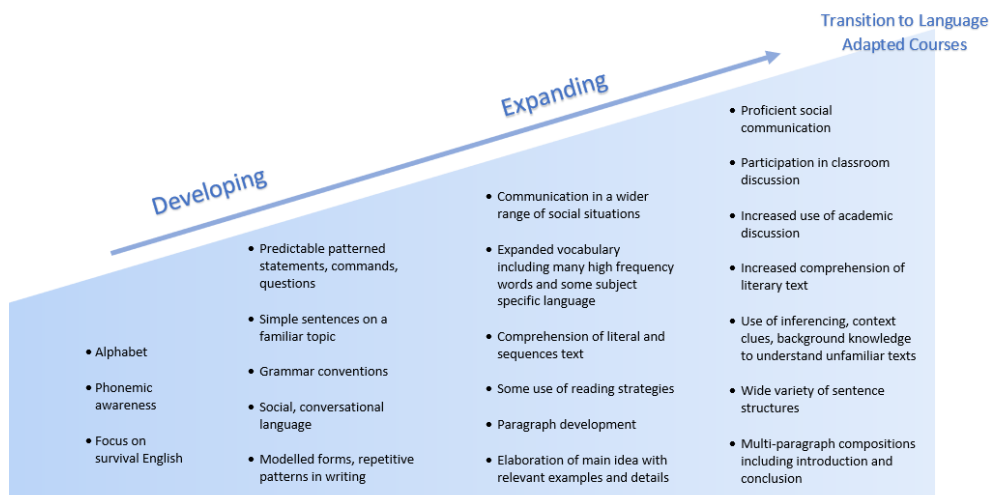 Transition to Language
Adapted Courses
Expanding
Developing
• Alphabet
• Phonemic
awareness
• Focus on
survival English
• Predictable patterned
statements, commands,
questions
• Simple sentences on a
familiar topic
• Grammar conventions
• Social, conversational
language
• Modelled forms, repetitive
patterns in writing
• Communication in a wider
range of social situations
• Expanded vocabulary
including many high frequency
words and some subject
specific language
• Comprehension of literal and
sequences text
• Some use of reading strategies
• Paragraph development
• Elaboration of main idea with
relevant examples and details
• Proficient social
communication
• Participation in classroom
discussion
• Increased use of academic
discussion
• Increased comprehension of
literary text
• Use of inferencing, context
clues, background knowledge
to understand unfamiliar texts
• Wide variety of sentence
structures
• Multi-paragraph compositions
including introduction and
conclusion